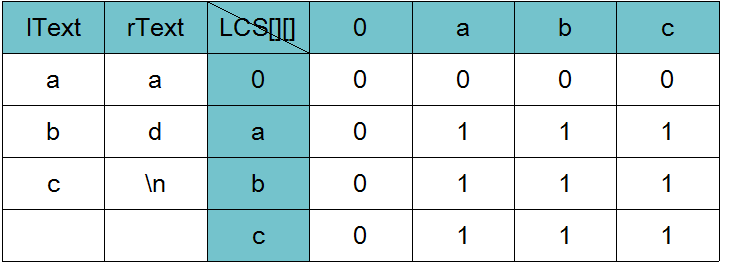 lText rText LCS[][] 0 a b c
a a 0 0 0 0 0
b d a 0 1 1 1
c \n b 0 1 1 1
c 0 1 1 1